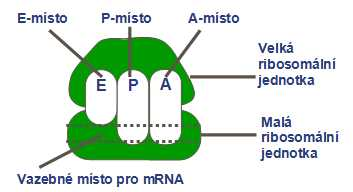 E-místo P-místo A-místo
Velká
ribosomální
jednotka
E P A
Malá
ribosomální
jednotka
Vazebné místo pro mRNA